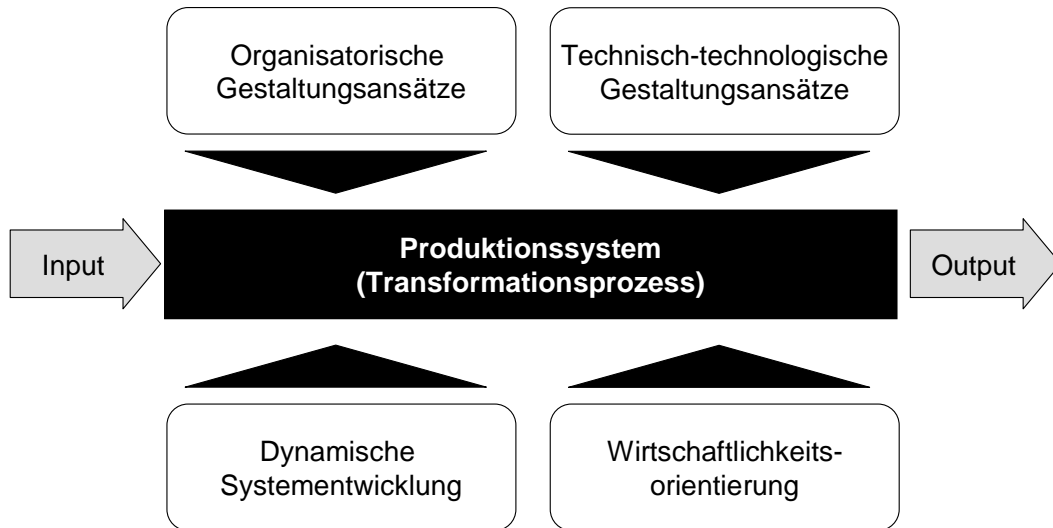 Organisatorische
Gestaltungsansätze
Technisch-technologische
Gestaltungsansätze
Input
Produktionssystem
(Transformationsprozess)
Output
Dynamische
Systementwicklung
Wirtschaftlichkeits-
orientierung